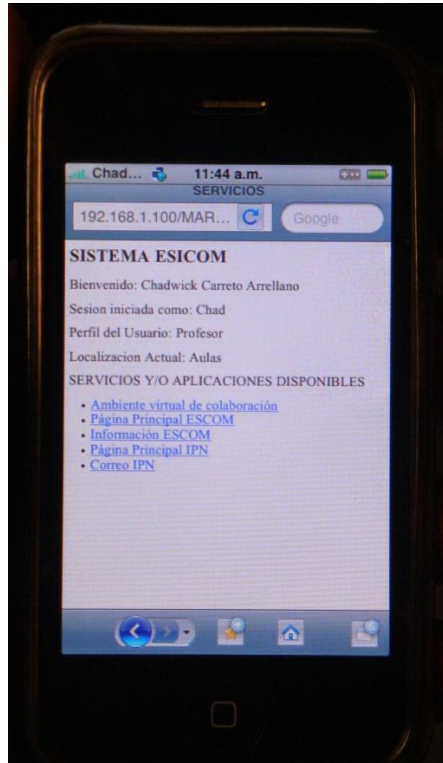 Chad... 11:44 a.m.
SERVICIOS
192.168.1.100/MAR... Google
SISTEMA ESICOM
Bienvenido: Chadwick Carreto Arrellano
Sesion iniciada como: Chad
Perfil del Usuario: Profesor
Localizacion Actual: Aulas
SERVICIOS Y/O APLICACIONES DISPONIBLES
• Ambiente virtual de colaboración
• Página Principal ESCOM
• Información ESCOM
• Página Principal IPN
• Correo IPN